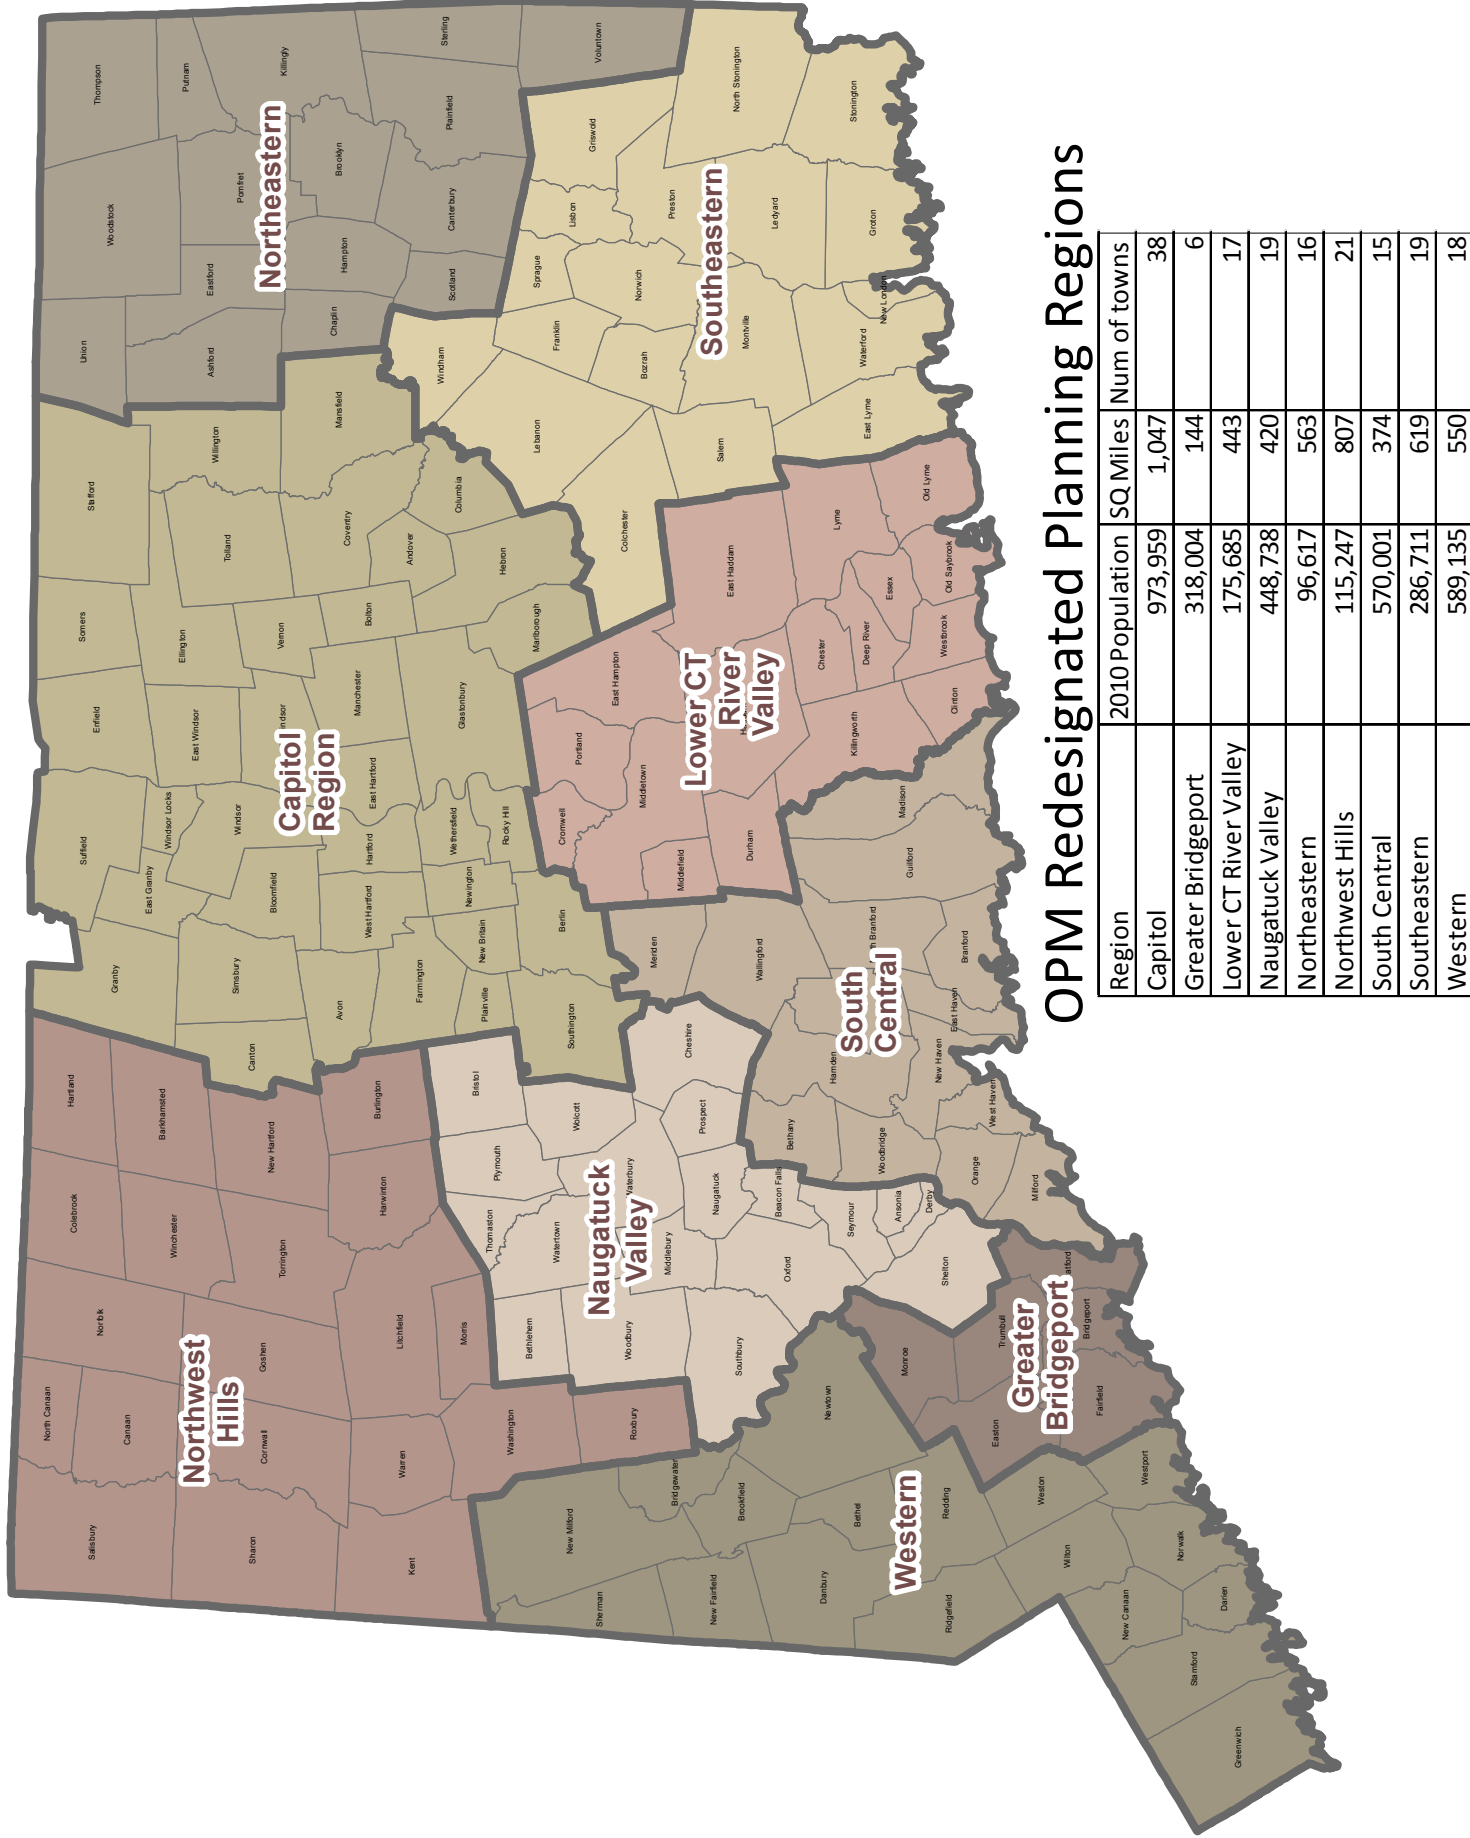 Northwest
Hills
Capitol
Region
Northeastern
Naugatuck
Valley
Lower CT
River
Valley
Southeastern
South
Central
Western
Greater
Bridgeport
Salisbury
North Canaan
Canaan
Norfolk
Colebrook
Hartland
Sharon
Cornwall
Goshen
Winchester
Barkhamsted
Torrington
New Hartford
Kent
Warren
Litchfield
Harwinton
Burlington
Morris
Washington
Roxbury
Granby
Suffield
East Granby
Windsor Locks
Enfield
Somers
Stafford
Canton
Simsbury
Bloomfield
Windsor
East Windsor
Ellington
Tolland
Willington
Avon
West Hartford
Hartford
East Hartford
ndsor
Manchester
Vernon
Bolton
Coventry
Mansfield
Farmington
Plainville
New Britain
Newington
Wethersfield
Rocky Hill
Glastonbury
Andover
Columbia
Hebron
Marlborough
Southington
Berlin
Union
Woodstock
Thompson
Putnam
Ashford
Eastford
Pomfret
Killingly
Chaplin
Hampton
Brooklyn
Scotland
Canterbury
Plainfield
Sterling
Voluntown
Bristol
Plymouth
Wolcott
Thomaston
Watertown
Waterbury
Cheshire
Prospect
Bethlehem
Woodbury
Middlebury
Naugatuck
Southbury
Oxford
Beacon Falls
Seymour
Ansonia
Derby
Shelton
Cromwell
Portland
East Hampton
Middletown
Middlefield
Durham
East Haddam
Killingworth
Chester
Deep River
Essex
Lyme
Clinton
Westbrook
Old Saybrook
Old Lyme
Windham
Lebanon
Franklin
Sprague
Lisbon
Griswold
Colchester
Bozrah
Norwich
Preston
North Stonington
Salem
Montville
Ledyard
Stonington
East Lyme
Waterford
New London
Groton
Meriden
Wallingford
Hamden
Bethany
Woodbridge
New Haven
East Haven
h Branford
Branford
Guilford
Madison
West Haven
Orange
Milford
Sherman
New Milford
Bridgewater
New Fairfield
Brookfield
Newtown
Danbury
Bethel
Ridgefield
Redding
Weston
Wilton
Westport
Norwalk
New Canaan
Darien
Stamford
Greenwich
Monroe
Easton
Trumbull
Fairfield
Bridgeport
atford
OPM Redesignated Planning Regions
Region 2010 Population SQ Miles Num of towns
Capitol 973,959 1,047 38
Greater Bridgeport 318,004 144 6
Lower CT River Valley 175,685 443 17
Naugatuck Valley 448,738 420 19
Northeastern 96,617 563 16
Northwest Hills 115,247 807 21
South Central 570,001 374 15
Southeastern 286,711 619 19
Western 589,135 550 18